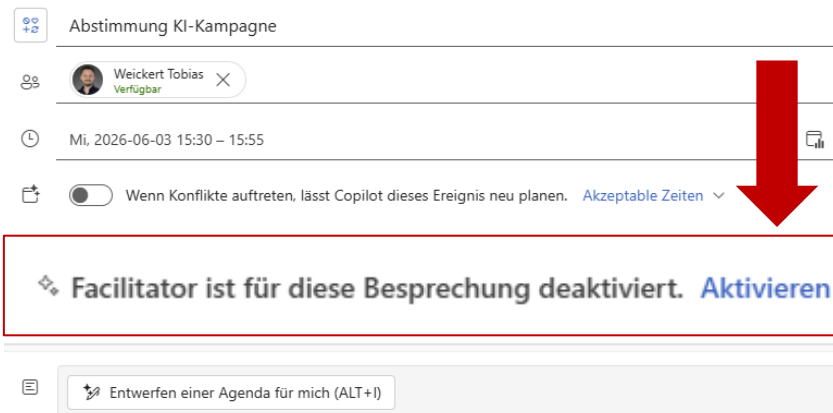 Abstimmung KI-Kampagne
Weickert Tobias
Verfügbar
Mi, 2026-06-03 15:30 – 15:55
Wenn Konflikte auftreten, lässt Copilot dieses Ereignis neu planen. Akzeptable Zeiten
Facilitator ist für diese Besprechung deaktiviert. Aktivieren
Entwerfen einer Agenda für mich (ALT+I)